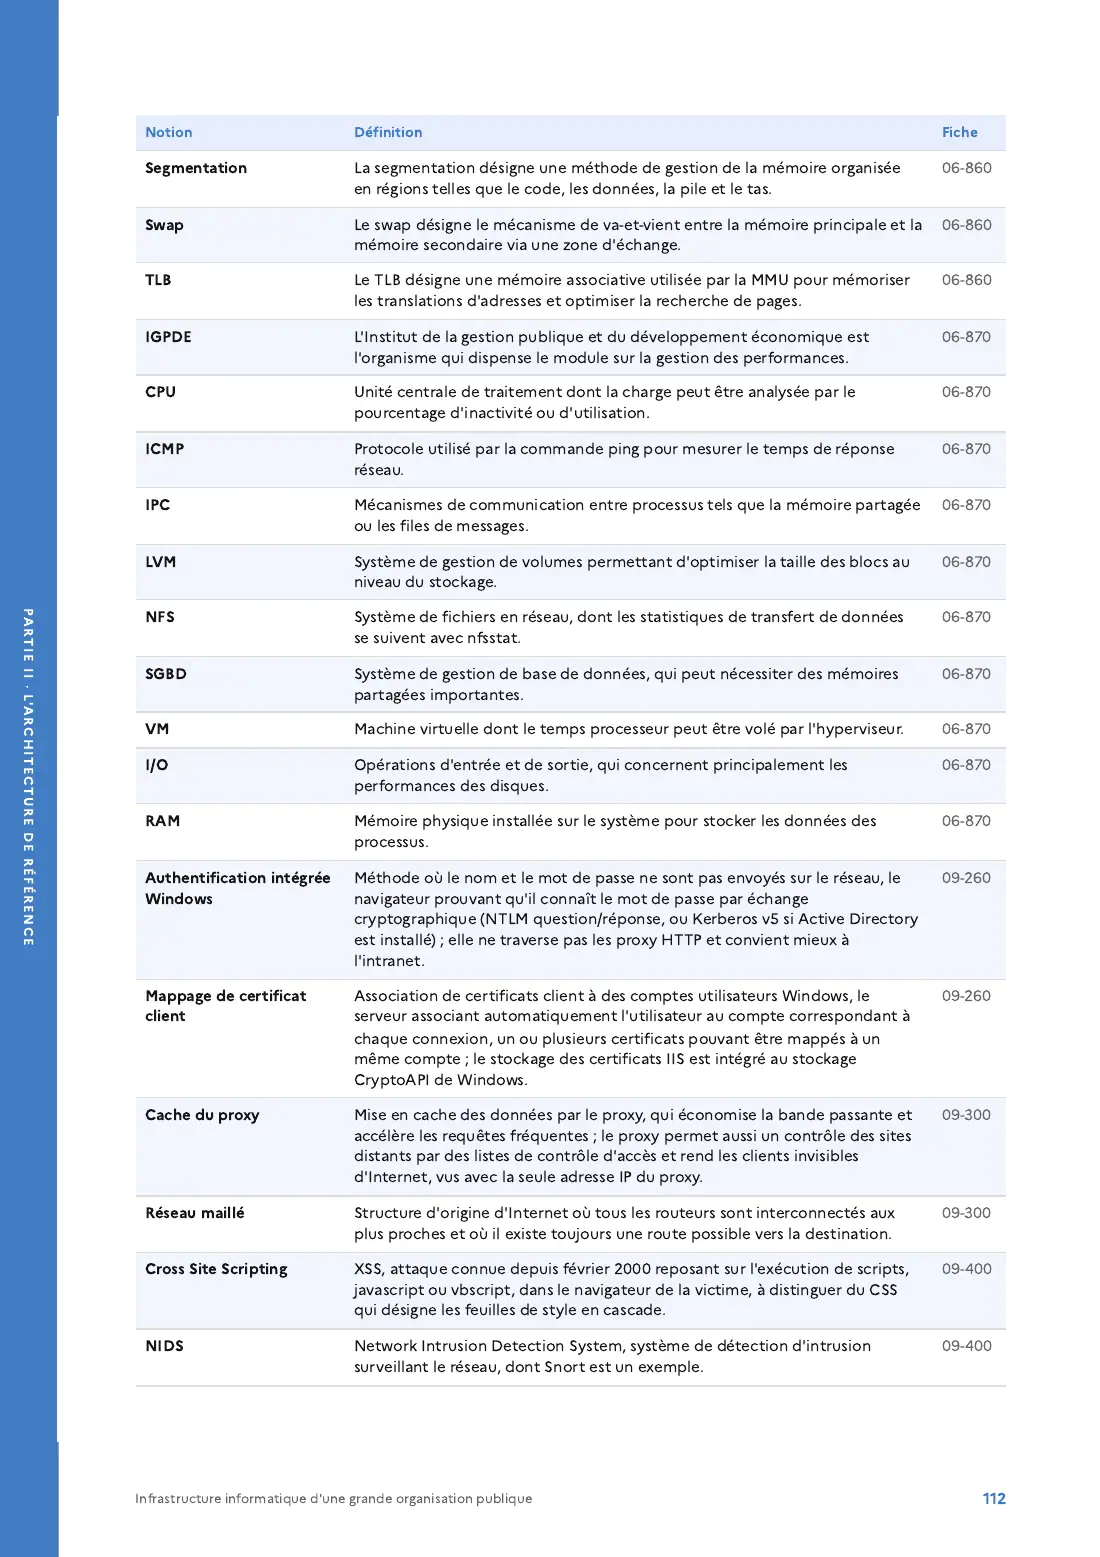 Notion Définition Fiche
Segmentation La segmentation désigne une méthode de gestion de la mémoire organisée 06-860
en régions telles que le code, les données, la pile et le tas.
Swap Le swap désigne le mécanisme de va-et-vient entre la mémoire principale et la 06-860
mémoire secondaire via une zone d'échange.
TLB Le TLB désigne une mémoire associative utilisée par la MMU pour mémoriser 06-860
les translations d'adresses et optimiser la recherche de pages.
IGPDE L'Institut de la gestion publique et du développement économique est 06-870
l'organisme qui dispense le module sur la gestion des performances.
CPU Unité centrale de traitement dont la charge peut être analysée par le 06-870
pourcentage d'inactivité ou d'utilisation.
ICMP Protocole utilisé par la commande ping pour mesurer le temps de réponse 06-870
réseau.
IPC Mécanismes de communication entre processus tels que la mémoire partagée 06-870
ou les files de messages.
LVM Système de gestion de volumes permettant d'optimiser la taille des blocs au 06-870
niveau du stockage.
NFS Système de fichiers en réseau, dont les statistiques de transfert de données 06-870
se suivent avec nfsstat.
SGBD Système de gestion de base de données, qui peut nécessiter des mémoires 06-870
partagées importantes.
VM Machine virtuelle dont le temps processeur peut être volé par l'hyperviseur. 06-870
I/O Opérations d'entrée et de sortie, qui concernent principalement les 06-870
performances des disques.
RAM Mémoire physique installée sur le système pour stocker les données des 06-870
processus.
Authentification intégrée Méthode où le nom et le mot de passe ne sont pas envoyés sur le réseau, le 09-260
Windows navigateur prouvant qu'il connaît le mot de passe par échange
cryptographique (NTLM question/réponse, ou Kerberos v5 si Active Directory
est installé) ; elle ne traverse pas les proxy HTTP et convient mieux à
l'intranet.
Mappage de certificat Association de certificats client à des comptes utilisateurs Windows, le 09-260
client serveur associant automatiquement l'utilisateur au compte correspondant à
chaque connexion, un ou plusieurs certificats pouvant être mappés à un
même compte ; le stockage des certificats IIS est intégré au stockage
CryptoAPI de Windows.
Cache du proxy Mise en cache des données par le proxy, qui économise la bande passante et 09-300
accélère les requêtes fréquentes ; le proxy permet aussi un contrôle des sites
distants par des listes de contrôle d'accès et rend les clients invisibles
d'Internet, vus avec la seule adresse IP du proxy.
Réseau maillé Structure d'origine d'Internet où tous les routeurs sont interconnectés aux 09-300
plus proches et où il existe toujours une route possible vers la destination.
Cross Site Scripting XSS, attaque connue depuis février 2000 reposant sur l'exécution de scripts, 09-400
javascript ou vbscript, dans le navigateur de la victime, à distinguer du CSS
qui désigne les feuilles de style en cascade.
NIDS Network Intrusion Detection System, système de détection d'intrusion 09-400
surveillant le réseau, dont Snort est un exemple.
PARTIE II · L'ARCHITECTURE DE RÉFÉRENCE
Infrastructure informatique d'une grande organisation publique 112